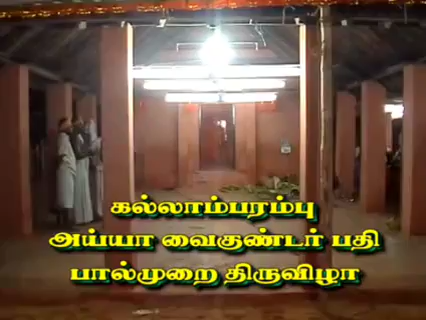 கல்லாம்பரம்பு
அய்யா வைகுண்டர் பதி
பால்முறை திருவிழா